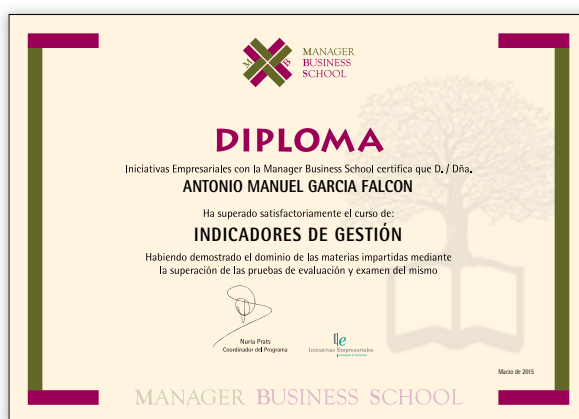 M B
MANAGER
BUSINESS
SCHOOL
DIPLOMA
Iniciativas Empresariales con la Manager Business School certifica que D. / Dña.
ANTONIO MANUEL GARCIA FALCON
Ha superado satisfactoriamente el curso de:
INDICADORES DE GESTIÓN
Habiendo demostrado el dominio de las materias impartidas mediante
la superación de las pruebas de evaluación y examen del mismo
Nuria Prats
Coordinador del Programa
Ie
Iniciativas Empresariales
Marzo de 2015
MANAGER BUSINESS SCHOOL